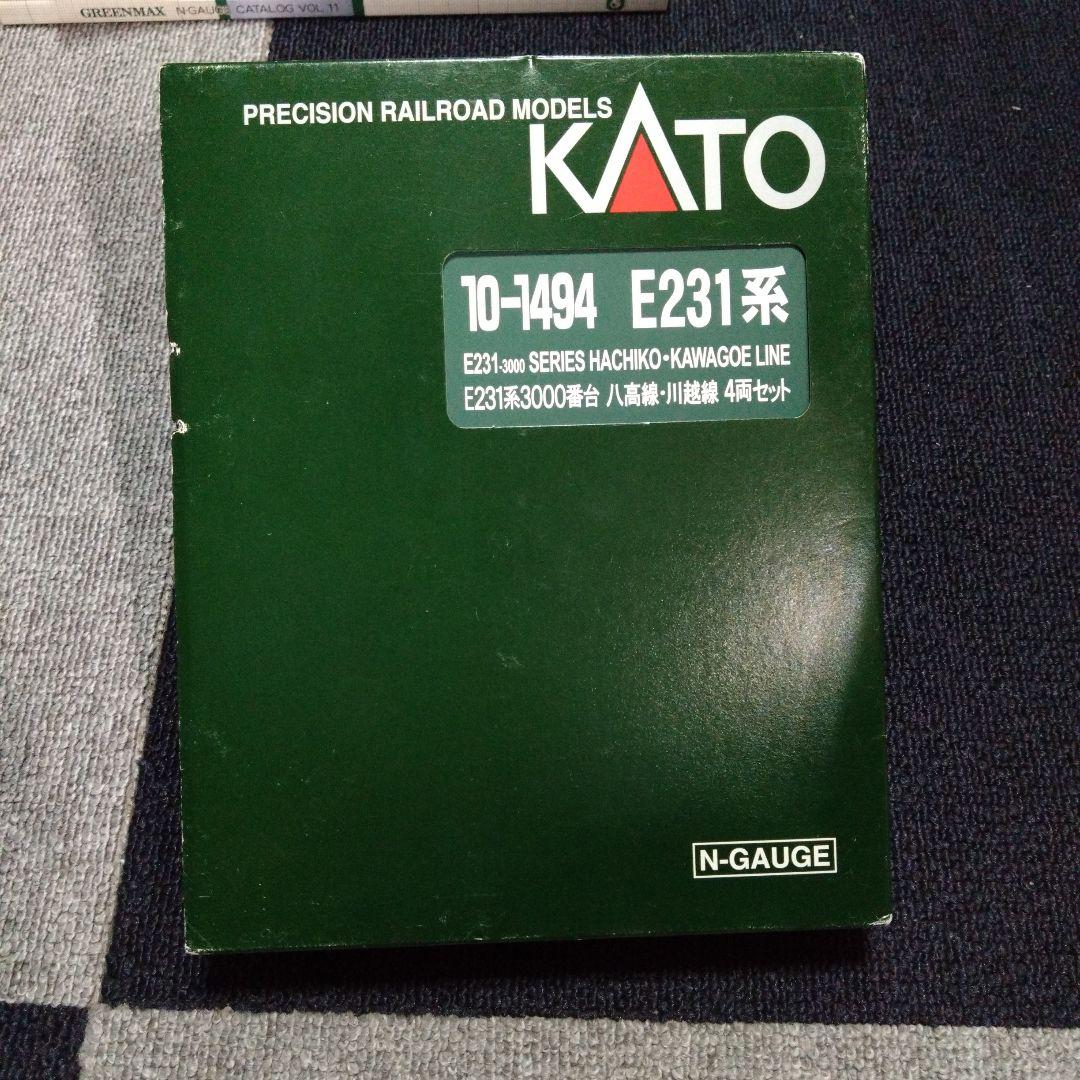 GREENMAX N-GAUGE CATALOG VOL.11
PRECISION RAILROAD MODELS
KATO
10-1494 E231系
E231-3000 SERIES HACHIKO・KAWAGOE LINE
E231系3000番台 八高線・川越線 4両セット
N-GAUGE